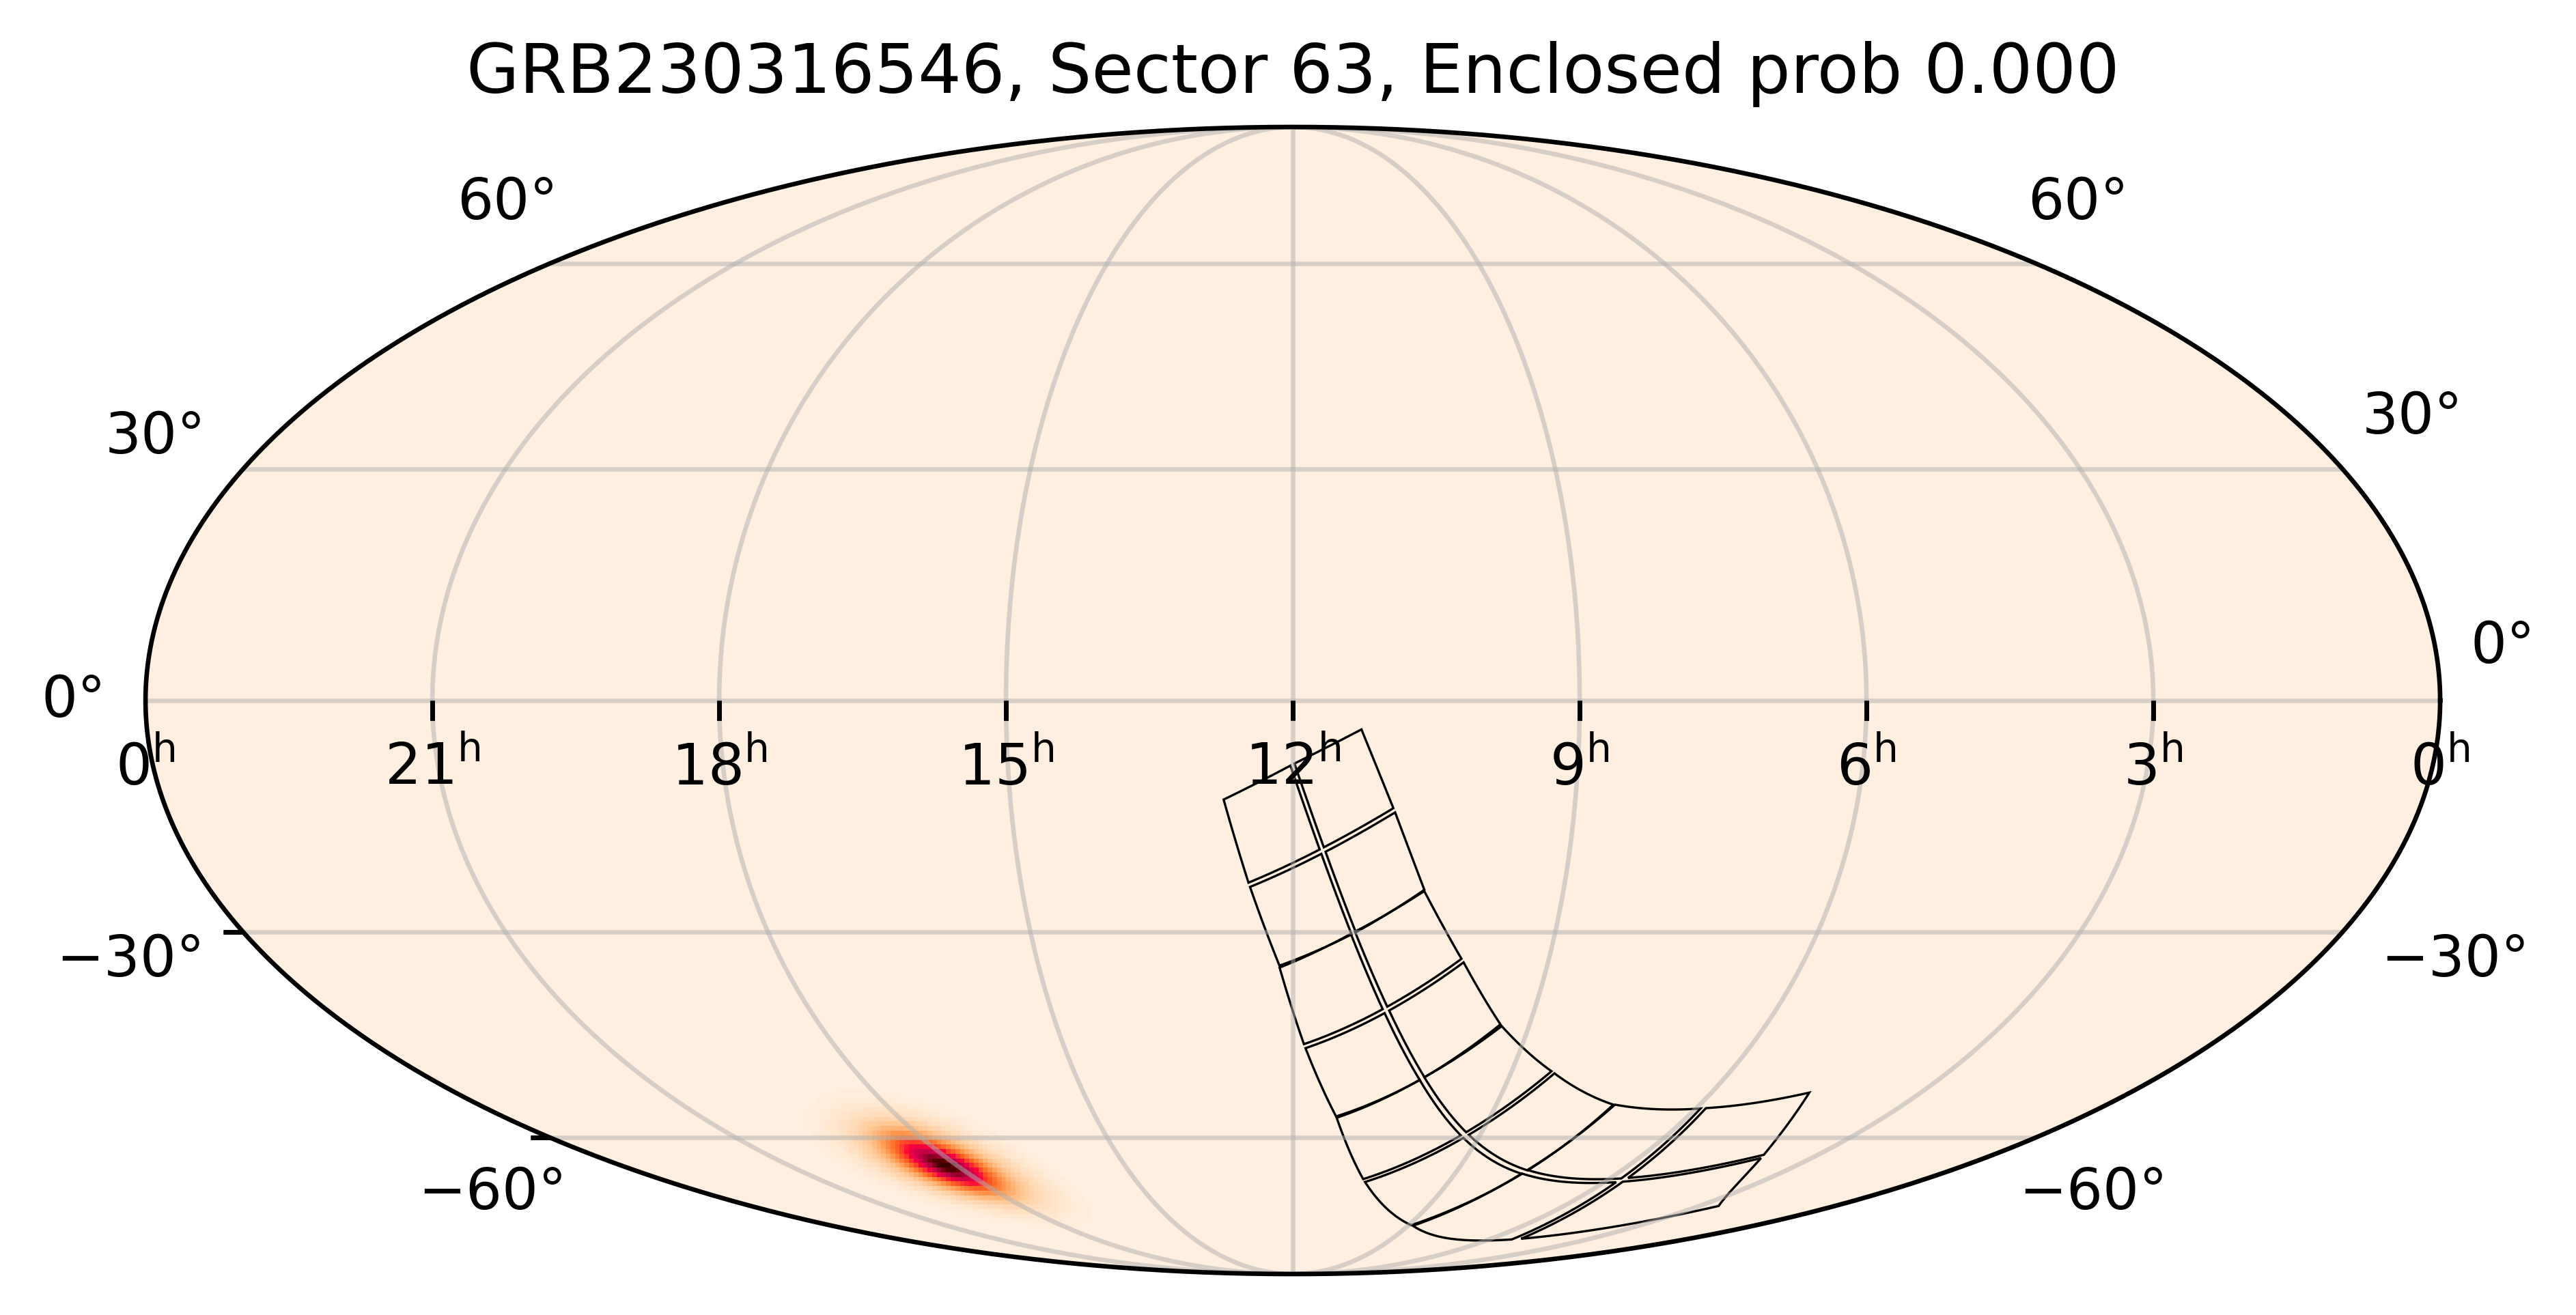 GRB230316546, Sector 63, Enclosed prob 0.000
60° 60°
30° 30°
0° 0°
0h 21h 18h 15h 12h 9h 6h 3h 0h
−30° −30°
−60° −60°